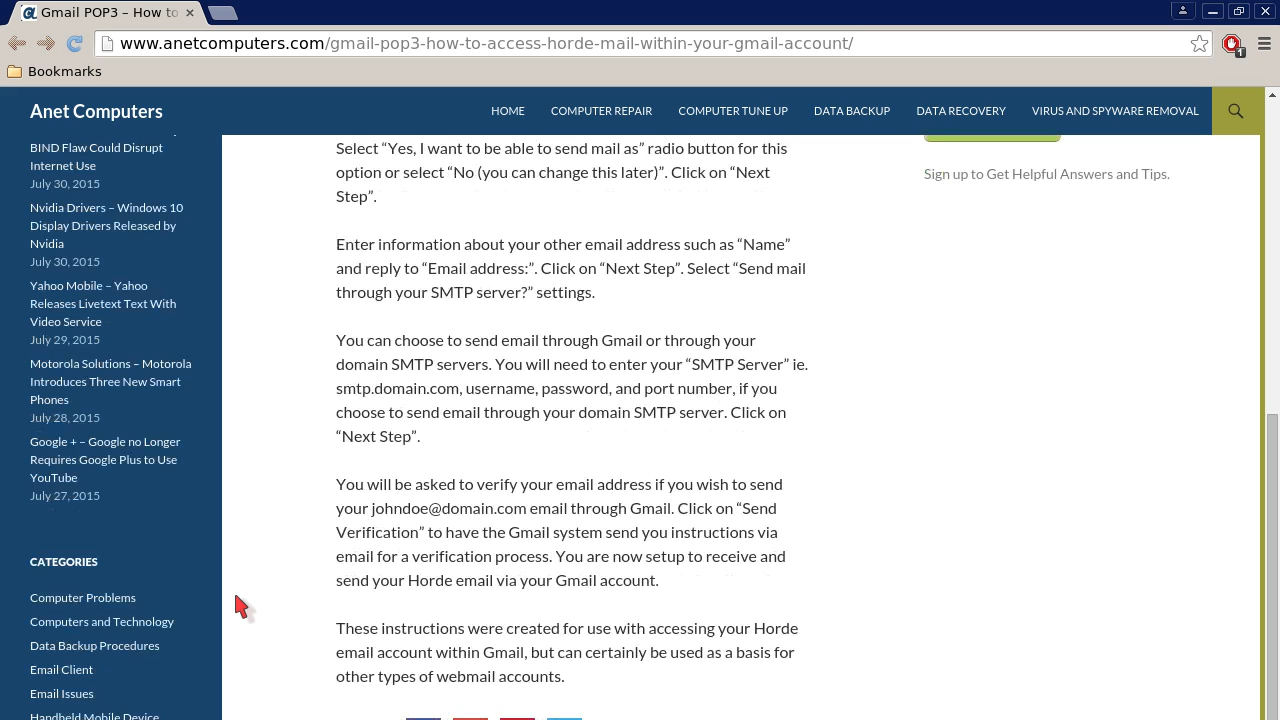 Gmail POP3 – How to
www.anetcomputers.com/gmail-pop3-how-to-access-horde-mail-within-your-gmail-account/
1
Bookmarks
Anet Computers
HOME
COMPUTER REPAIR
COMPUTER TUNE UP
DATA BACKUP
DATA RECOVERY
VIRUS AND SPYWARE REMOVAL
BIND Flaw Could Disrupt
Internet Use
July 30, 2015
Nvidia Drivers – Windows 10
Display Drivers Released by
Nvidia
July 30, 2015
Yahoo Mobile – Yahoo
Releases Livetext Text With
Video Service
July 29, 2015
Motorola Solutions – Motorola
Introduces Three New Smart
Phones
July 28, 2015
Google + – Google no Longer
Requires Google Plus to Use
YouTube
July 27, 2015
CATEGORIES
Computer Problems
Computers and Technology
Data Backup Procedures
Email Client
Email Issues
Handheld Mobile Device
Select “Yes, I want to be able to send mail as” radio button for this
option or select “No (you can change this later)”. Click on “Next
Step”.
Enter information about your other email address such as “Name”
and reply to “Email address:”. Click on “Next Step”. Select “Send mail
through your SMTP server?” settings.
You can choose to send email through Gmail or through your
domain SMTP servers. You will need to enter your “SMTP Server” ie.
smtp.domain.com, username, password, and port number, if you
choose to send email through your domain SMTP server. Click on
“Next Step”.
You will be asked to verify your email address if you wish to send
your johndoe@domain.com email through Gmail. Click on “Send
Verification” to have the Gmail system send you instructions via
email for a verification process. You are now setup to receive and
send your Horde email via your Gmail account.
These instructions were created for use with accessing your Horde
email account within Gmail, but can certainly be used as a basis for
other types of webmail accounts.
Sign up to Get Helpful Answers and Tips.